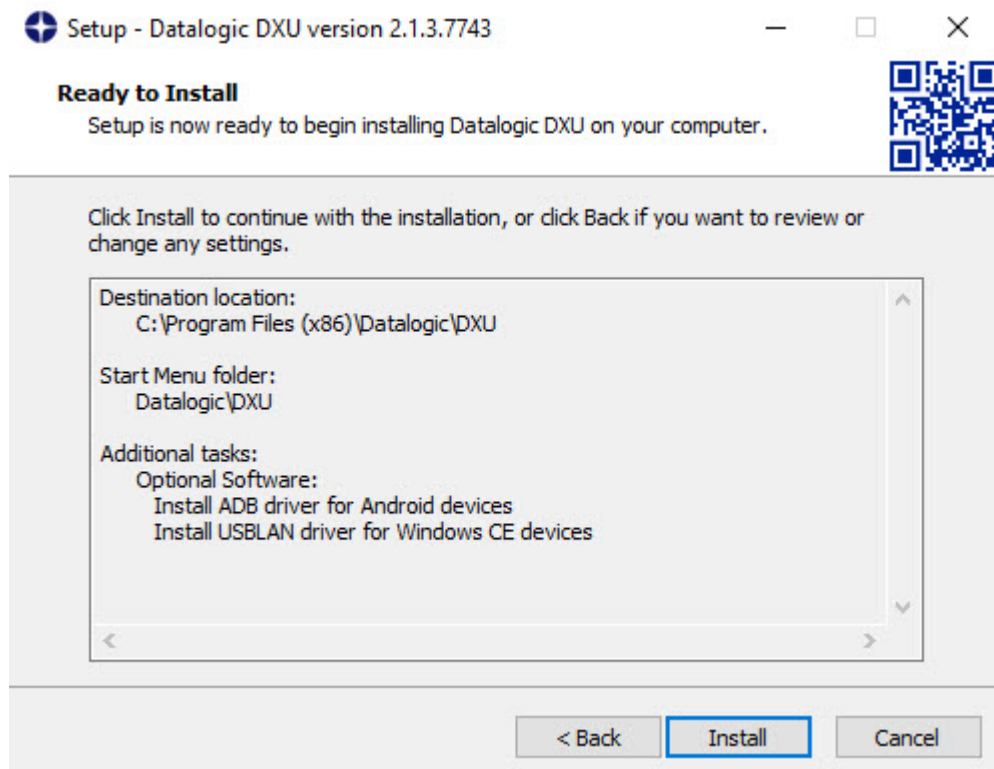 Setup - Datalogic DXU version 2.1.3.7743
Ready to Install
Setup is now ready to begin installing Datalogic DXU on your computer.
Click Install to continue with the installation, or click Back if you want to review or
change any settings.
Destination location:
C:\Program Files (x86)\Datalogic\DXU
Start Menu folder:
Datalogic\DXU
Additional tasks:
Optional Software:
Install ADB driver for Android devices
Install USBLAN driver for Windows CE devices
< Back
Install
Cancel